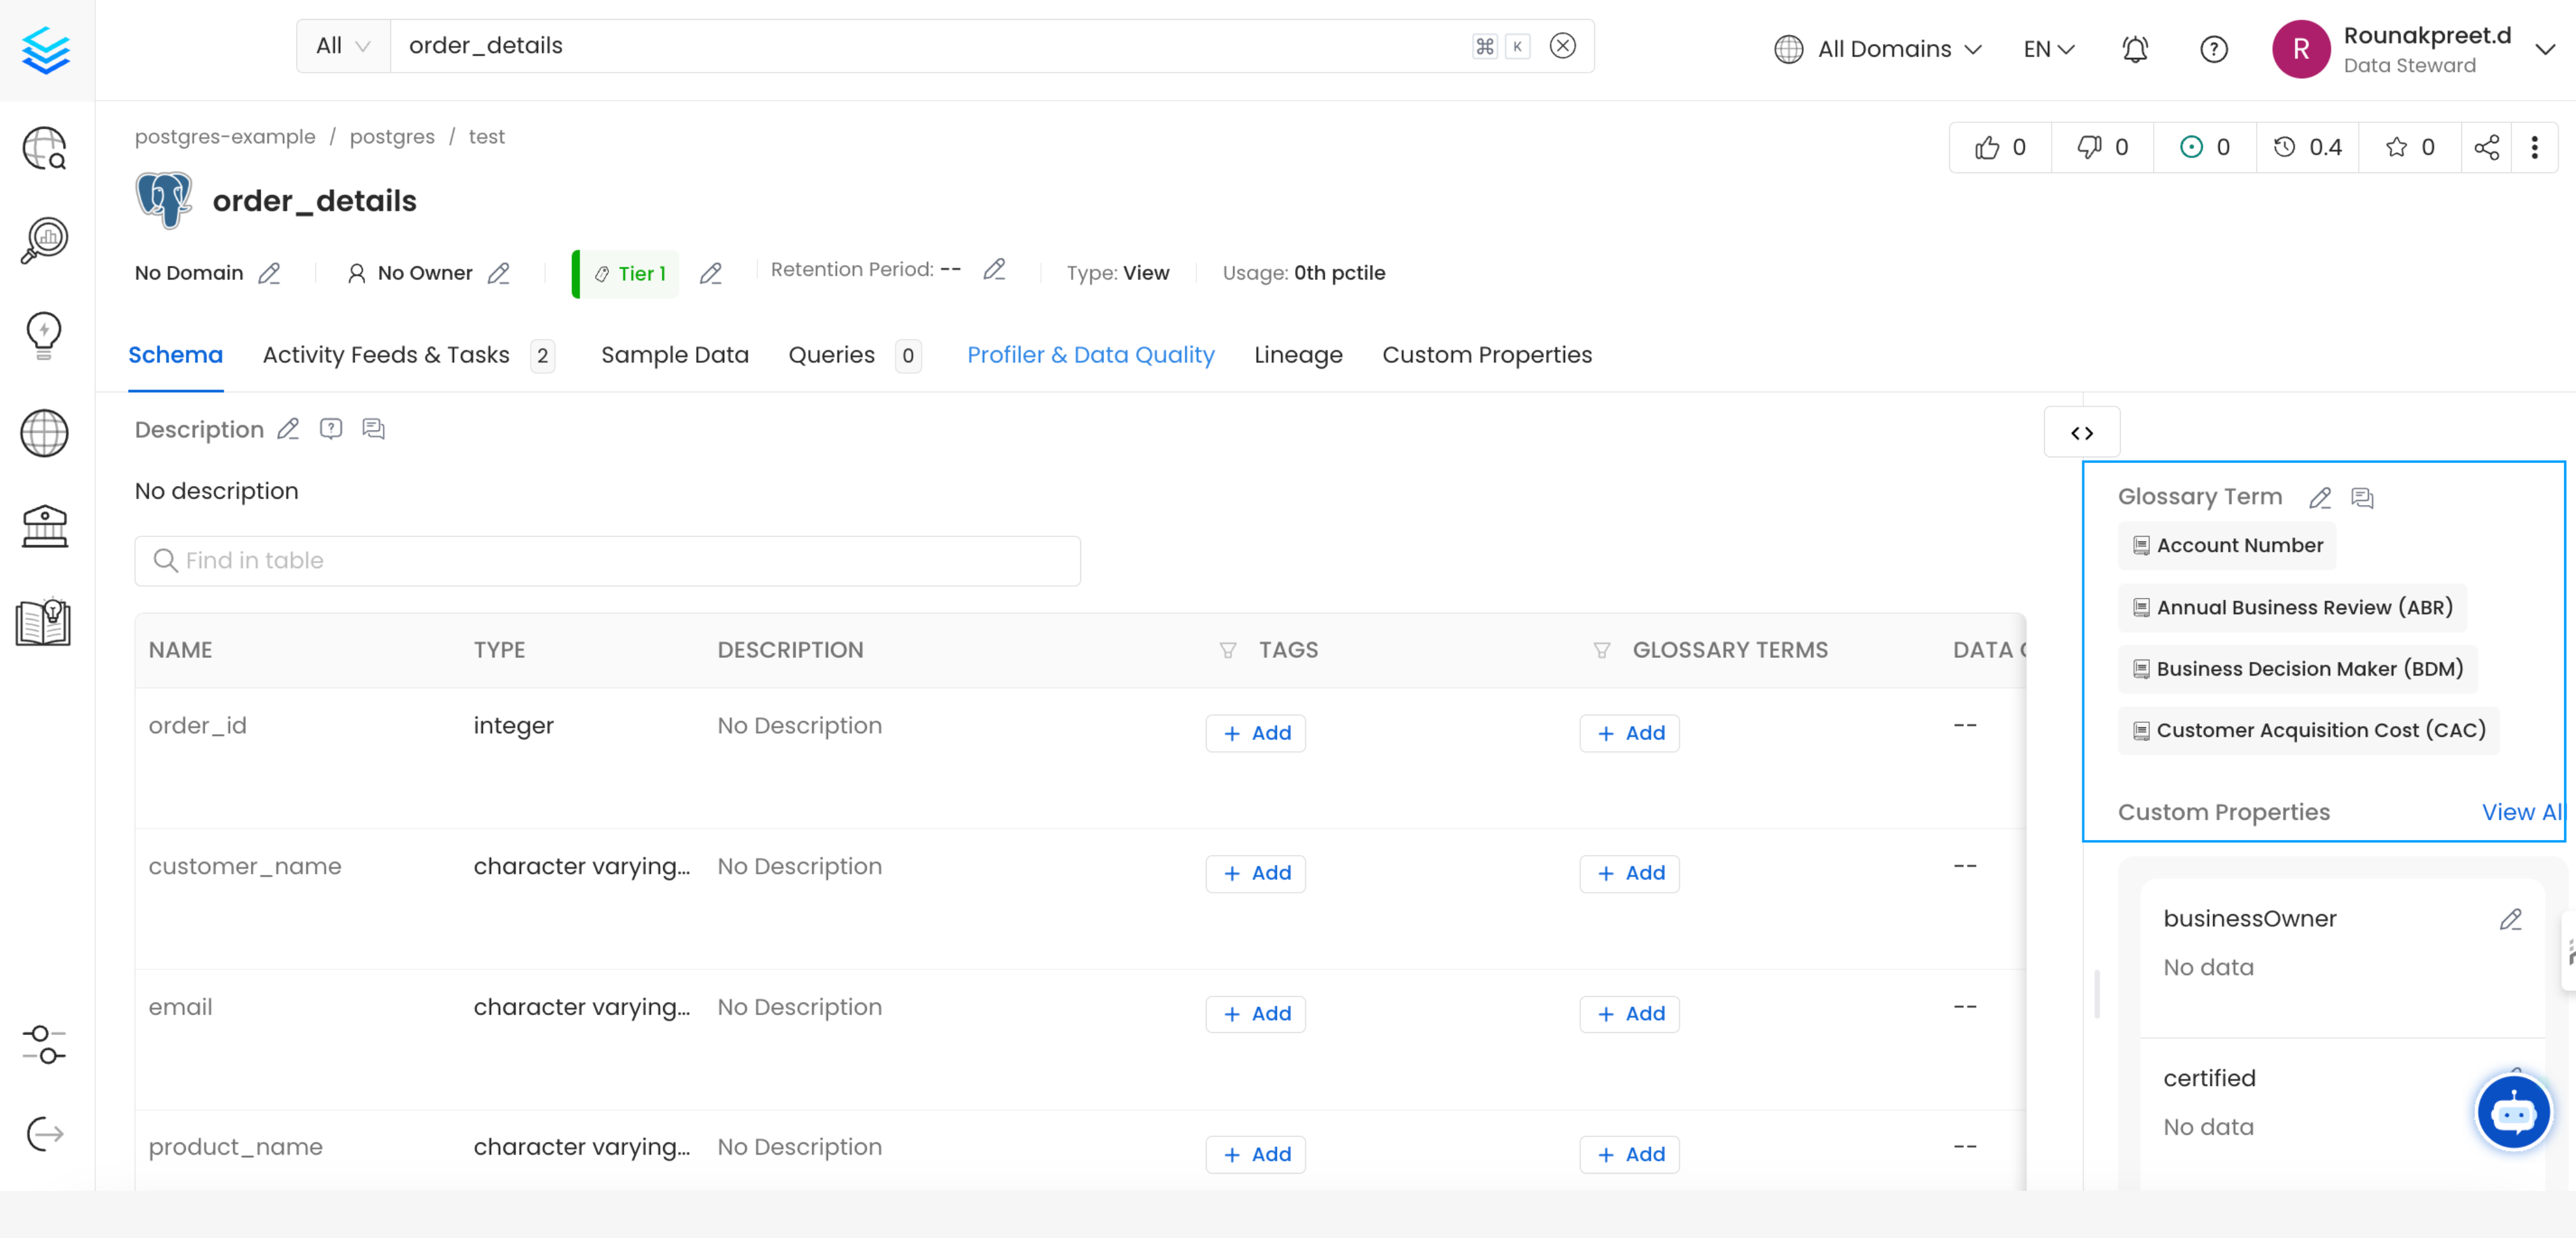 All order_details ⌘ K All Domains EN ? R Rounakpreet.d
Data Steward
postgres-example / postgres / test
0 0 0 0.4 0
order_details
No Domain No Owner Tier 1 Retention Period: -- Type: View Usage: 0th pctile
Schema Activity Feeds & Tasks 2 Sample Data Queries 0 Profiler & Data Quality Lineage Custom Properties
Description
No description
Find in table
NAME TYPE DESCRIPTION TAGS GLOSSARY TERMS DATA
order_id integer No Description + Add + Add --
customer_name character varying... No Description + Add + Add --
email character varying... No Description + Add + Add --
product_name character varying... No Description + Add + Add --
Glossary Term
Account Number
Annual Business Review (ABR)
Business Decision Maker (BDM)
Customer Acquisition Cost (CAC)
Custom Properties View All
businessOwner
No data
certified
No data